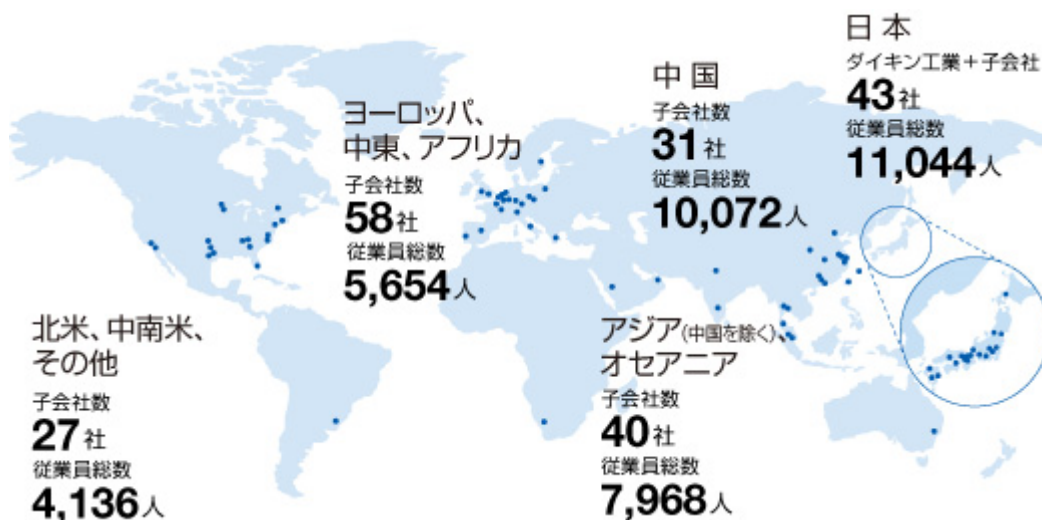 日本
ダイキン工業+子会社
43社
従業員総数
11,044人
中国
子会社数
31社
従業員総数
10,072人
ヨーロッパ、
中東、アフリカ
子会社数
58社
従業員総数
5,654人
北米、中南米、
その他
子会社数
27社
従業員総数
4,136人
アジア(中国を除く)、
オセアニア
子会社数
40社
従業員総数
7,968人